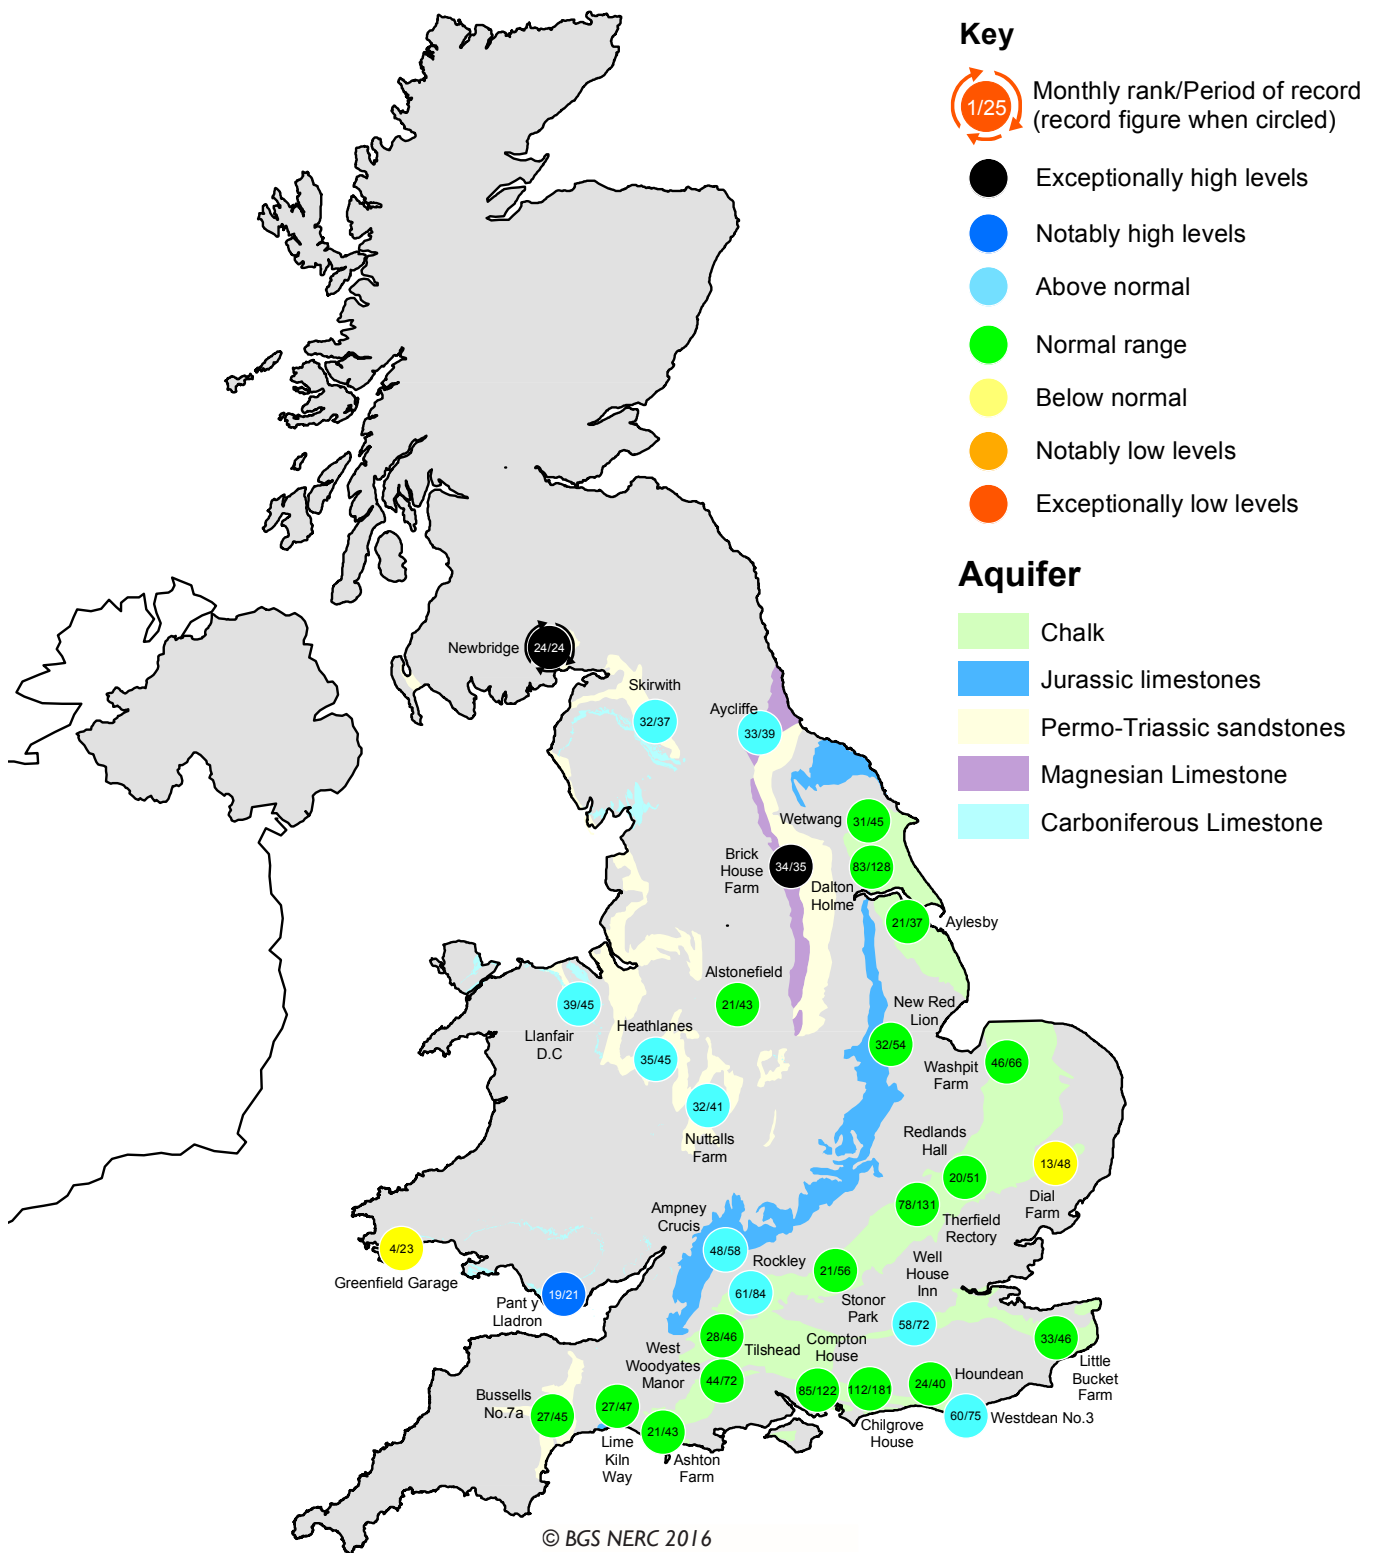 Key
1/25
Monthly rank/Period of record
(record figure when circled)
Exceptionally high levels
Notably high levels
Above normal
Normal range
Below normal
Notably low levels
Exceptionally low levels
Aquifer
Chalk
Jurassic limestones
Permo-Triassic sandstones
Magnesian Limestone
Carboniferous Limestone
Newbridge
24/24
Skirwith
32/37
Aycliffe
33/39
Wetwang
31/45
Brick
House
Farm
34/35
83/128
Dalton
Holme
21/37
Aylesby
Alstonefield
21/43
39/45
Llanfair
D.C
Heathlanes
35/45
New Red
Lion
32/54
Washpit
Farm
46/66
32/41
Nuttalls
Farm
Redlands
Hall
20/51
13/48
Dial
Farm
78/131
Therfield
Rectory
Ampney
Crucis
48/58
4/23
Greenfield Garage
Rockley
61/84
21/56
Stonor
Park
Well
House
Inn
58/72
Pant y
Lladron
19/21
28/46
Tilshead
West
Woodyates
Manor
44/72
Compton
House
85/122
112/181
Chilgrove
House
24/40
Houndean
33/46
Little
Bucket
Farm
60/75
Westdean No.3
Bussells
No.7a
27/45
27/47
Lime
Kiln
Way
21/43
Ashton
Farm
© BGS NERC 2016